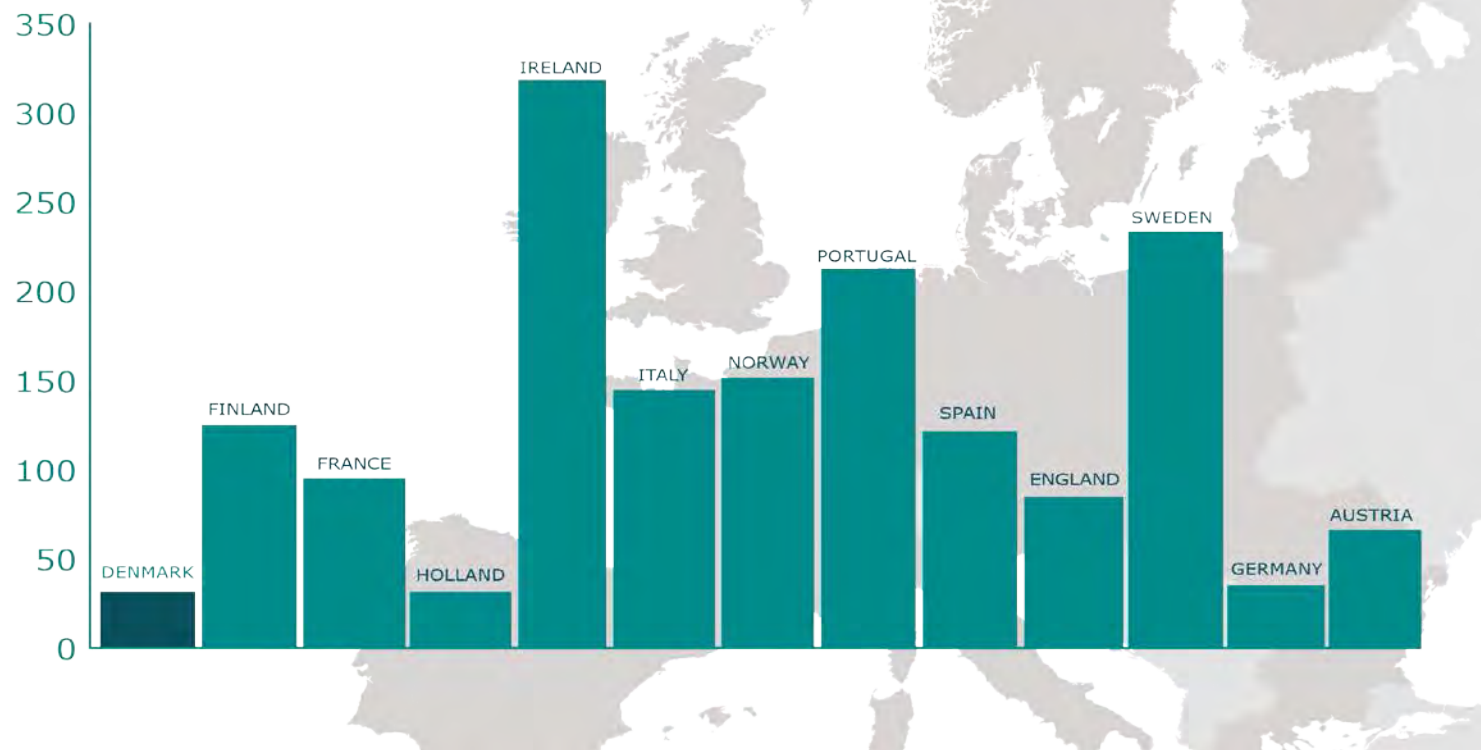 350
300
250
200
150
100
50
0
DENMARK
FINLAND
FRANCE
HOLLAND
IRELAND
ITALY
NORWAY
PORTUGAL
SPAIN
ENGLAND
SWEDEN
GERMANY
AUSTRIA